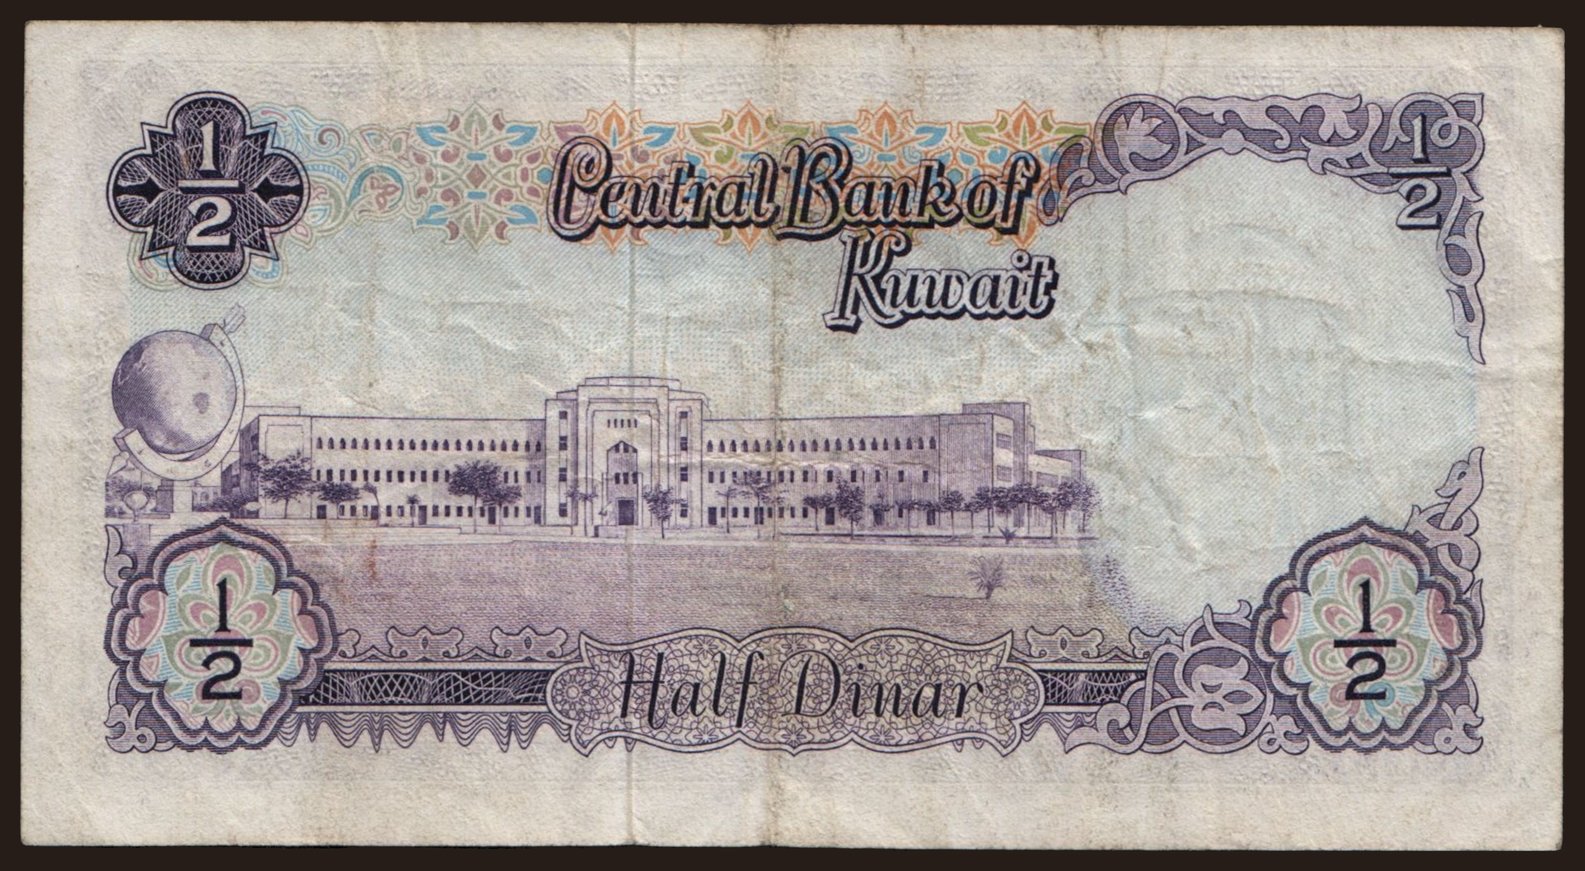 1/2
1/2
Central Bank of
Kuwait
1/2
Half Dinar
1/2